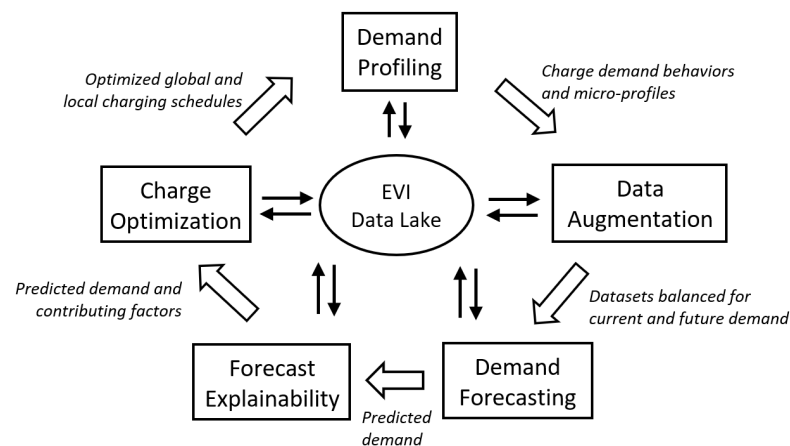 Demand
Profiling
Optimized global and
local charging schedules
Charge demand behaviors
and micro-profiles
Charge
Optimization
EVI
Data Lake
Data
Augmentation
Predicted demand and
contributing factors
Datasets balanced for
current and future demand
Forecast
Explainability
Demand
Forecasting
Predicted
demand